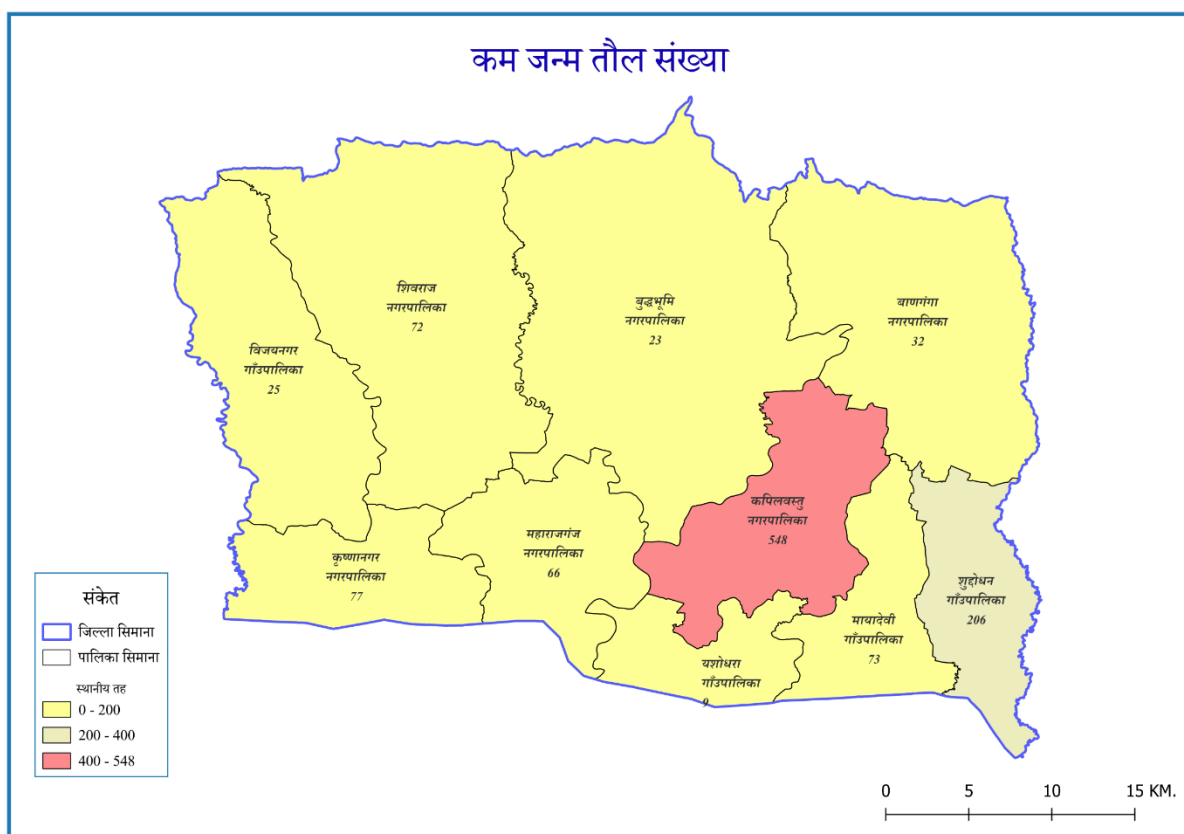 कम जन्म तौल संख्या
शिवराज
नगरपालिका
72
बुद्धभूमि
नगरपालिका
23
बाणगंगा
नगरपालिका
32
विजयनगर
गाँउपालिका
25
कपिलवस्तु
नगरपालिका
548
महाराजगंज
नगरपालिका
66
कृष्णानगर
नगरपालिका
77
शुद्दोधन
गाँउपालिका
206
मायादेवी
गाँउपालिका
73
यशोधरा
गाँउपालिका
9
संकेत
जिल्ला सिमाना
पालिका सिमाना
स्थानीय तह
0 - 200
200 - 400
400 - 548
0 5 10 15 KM.